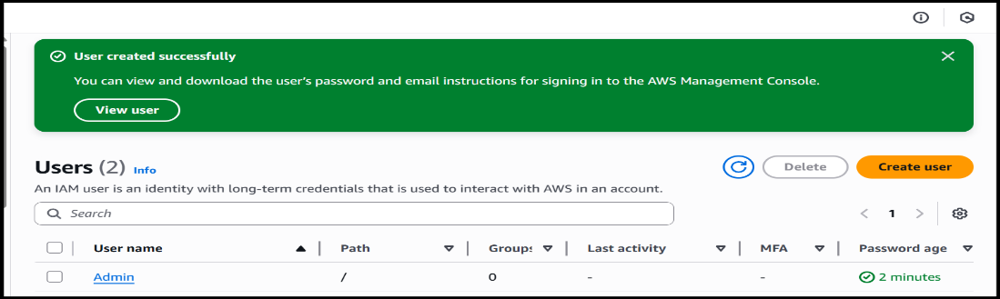 User created successfully
You can view and download the user's password and email instructions for signing in to the AWS Management Console.
View user
Users (2) Info
Delete
Create user
An IAM user is an identity with long-term credentials that is used to interact with AWS in an account.
Search
1
User name Path Groups Last activity MFA Password age
Admin / 0 - - 2 minutes